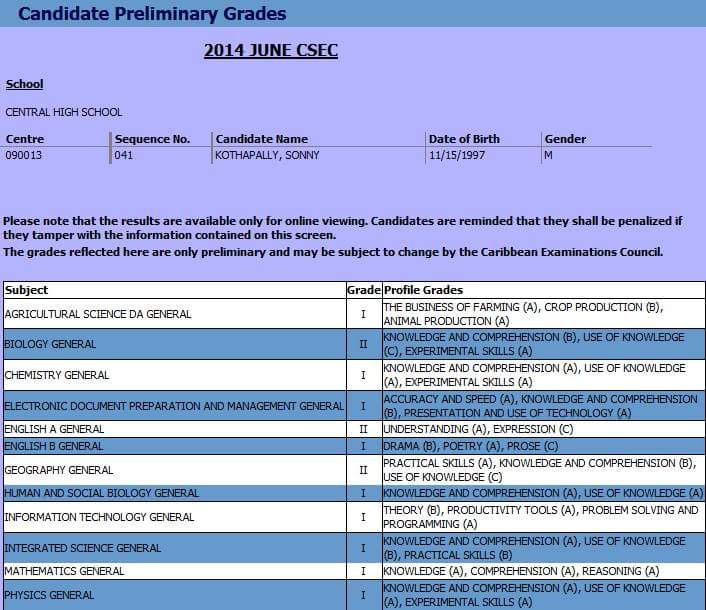 Candidate Preliminary Grades
2014 JUNE CSEC
School
CENTRAL HIGH SCHOOL
Centre Sequence No. Candidate Name Date of Birth Gender
090013 041 KOTHAPALLY, SONNY 11/15/1997 M
Please note that the results are available only for online viewing. Candidates are reminded that they shall be penalized if
they tamper with the information contained on this screen.
The grades reflected here are only preliminary and may be subject to change by the Caribbean Examinations Council.
Subject Grade Profile Grades
AGRICULTURAL SCIENCE DA GENERAL I THE BUSINESS OF FARMING (A), CROP PRODUCTION (B),
ANIMAL PRODUCTION (A)
BIOLOGY GENERAL II KNOWLEDGE AND COMPREHENSION (B), USE OF KNOWLEDGE
(C), EXPERIMENTAL SKILLS (A)
CHEMISTRY GENERAL I KNOWLEDGE AND COMPREHENSION (A), USE OF KNOWLEDGE
(A), EXPERIMENTAL SKILLS (A)
ELECTRONIC DOCUMENT PREPARATION AND MANAGEMENT GENERAL I ACCURACY AND SPEED (A), KNOWLEDGE AND COMPREHENSION
(B), PRESENTATION AND USE OF TECHNOLOGY (A)
ENGLISH A GENERAL II UNDERSTANDING (A), EXPRESSION (C)
ENGLISH B GENERAL I DRAMA (B), POETRY (A), PROSE (C)
GEOGRAPHY GENERAL II PRACTICAL SKILLS (A), KNOWLEDGE AND COMPREHENSION (B),
USE OF KNOWLEDGE (C)
HUMAN AND SOCIAL BIOLOGY GENERAL I KNOWLEDGE AND COMPREHENSION (A), USE OF KNOWLEDGE (A)
INFORMATION TECHNOLOGY GENERAL I THEORY (B), PRODUCTIVITY TOOLS (A), PROBLEM SOLVING AND
PROGRAMMING (A)
INTEGRATED SCIENCE GENERAL I KNOWLEDGE AND COMPREHENSION (A), USE OF KNOWLEDGE
(B), PRACTICAL SKILLS (B)
MATHEMATICS GENERAL I KNOWLEDGE (A), COMPREHENSION (A), REASONING (A)
PHYSICS GENERAL I KNOWLEDGE AND COMPREHENSION (A), USE OF KNOWLEDGE
(A), EXPERIMENTAL SKILLS (A)